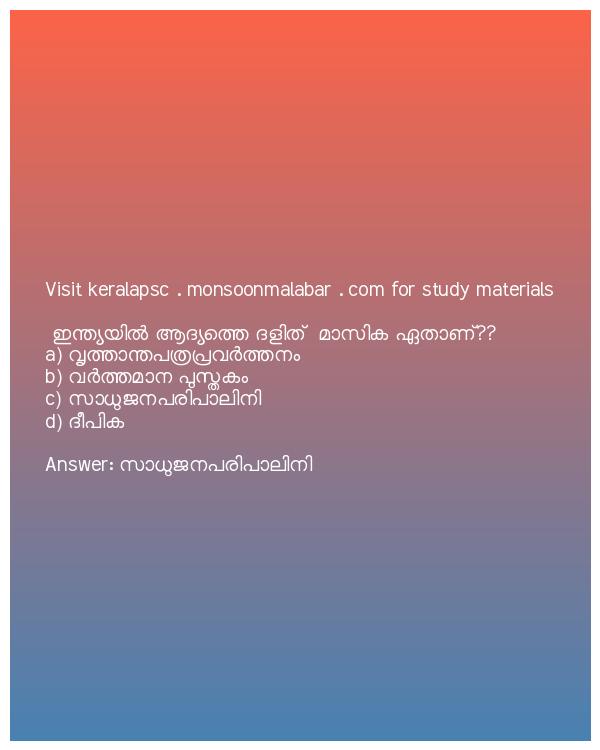 Visit keralapsc . monsoonmalabar . com for study materials
ഇന്ത്യയിൽ ആദ്യത്തെ ദളിത് മാസിക ഏതാണ്??
a) വൃത്താന്തപത്രപ്രവർത്തനം
b) വർത്തമാന പുസ്തകം
c) സാധുജനപരിപാലിനി
d) ദീപിക
Answer: സാധുജനപരിപാലിനി